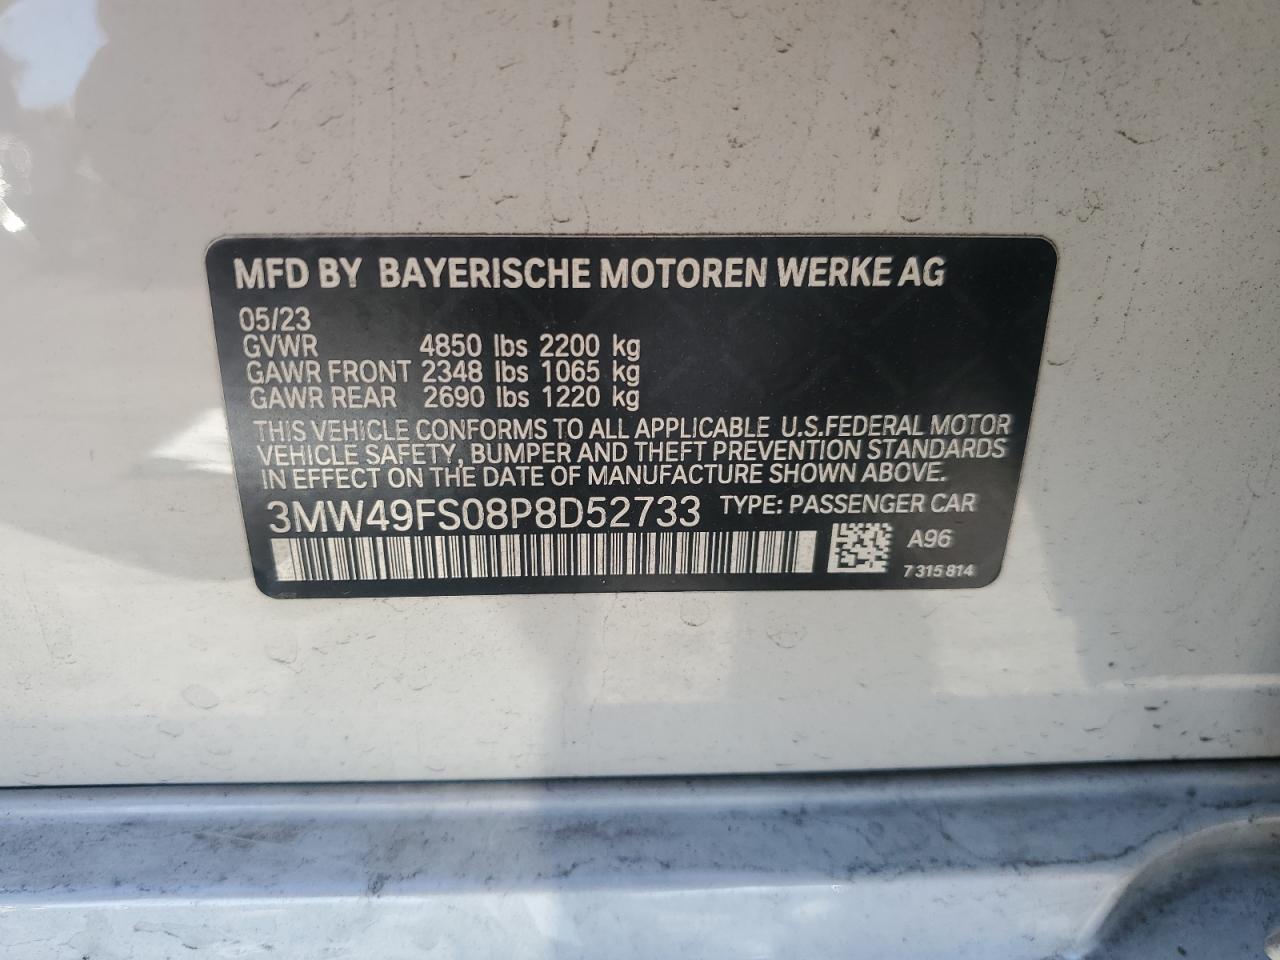 MFD BY BAYERISCHE MOTOREN WERKE AG
05/23
GVWR 4850 lbs 2200 kg
GAWR FRONT 2348 lbs 1065 kg
GAWR REAR 2690 lbs 1220 kg
THIS VEHICLE CONFORMS TO ALL APPLICABLE U.S.FEDERAL MOTOR
VEHICLE SAFETY, BUMPER AND THEFT PREVENTION STANDARDS
IN EFFECT ON THE DATE OF MANUFACTURE SHOWN ABOVE.
3MW49FS08P8D52733 TYPE: PASSENGER CAR
A96
7 315 814